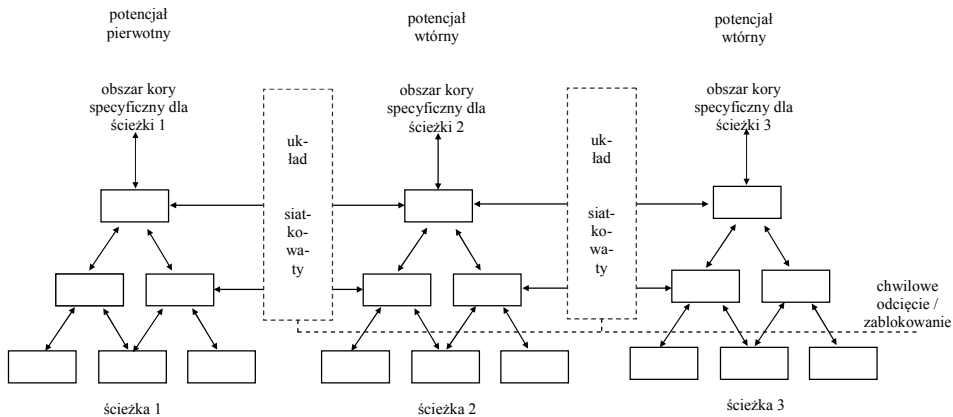 potencjał
pierwotny
potencjał
wtórny
potencjał
wtórny
obszar kory
specyficzny dla
ścieżki 1
obszar kory
specyficzny dla
ścieżki 2
obszar kory
specyficzny dla
ścieżki 3
uk-
ład
siat-
ko-
wa-
ty
uk-
ład
siat-
ko-
wa-
ty
chwilowe
odcięcie /
zablokowanie
ścieżka 1
ścieżka 2
ścieżka 3